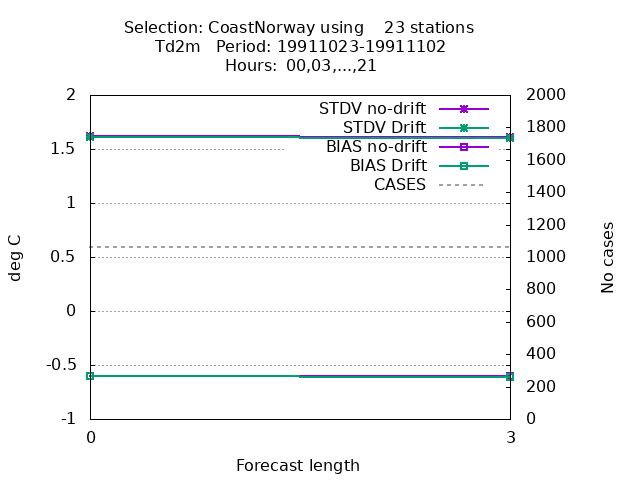 Selection: CoastNorway using    23 stations
Td2m   Period: 19911023-19911102
Hours:  00,03,...,21
2
1.5
1
0.5
0
-0.5
-1
2000
1800
1600
1400
1200
1000
800
600
400
200
0
STDV no-drift
STDV Drift
BIAS no-drift
BIAS Drift
CASES
deg C
No cases
0
3
Forecast length